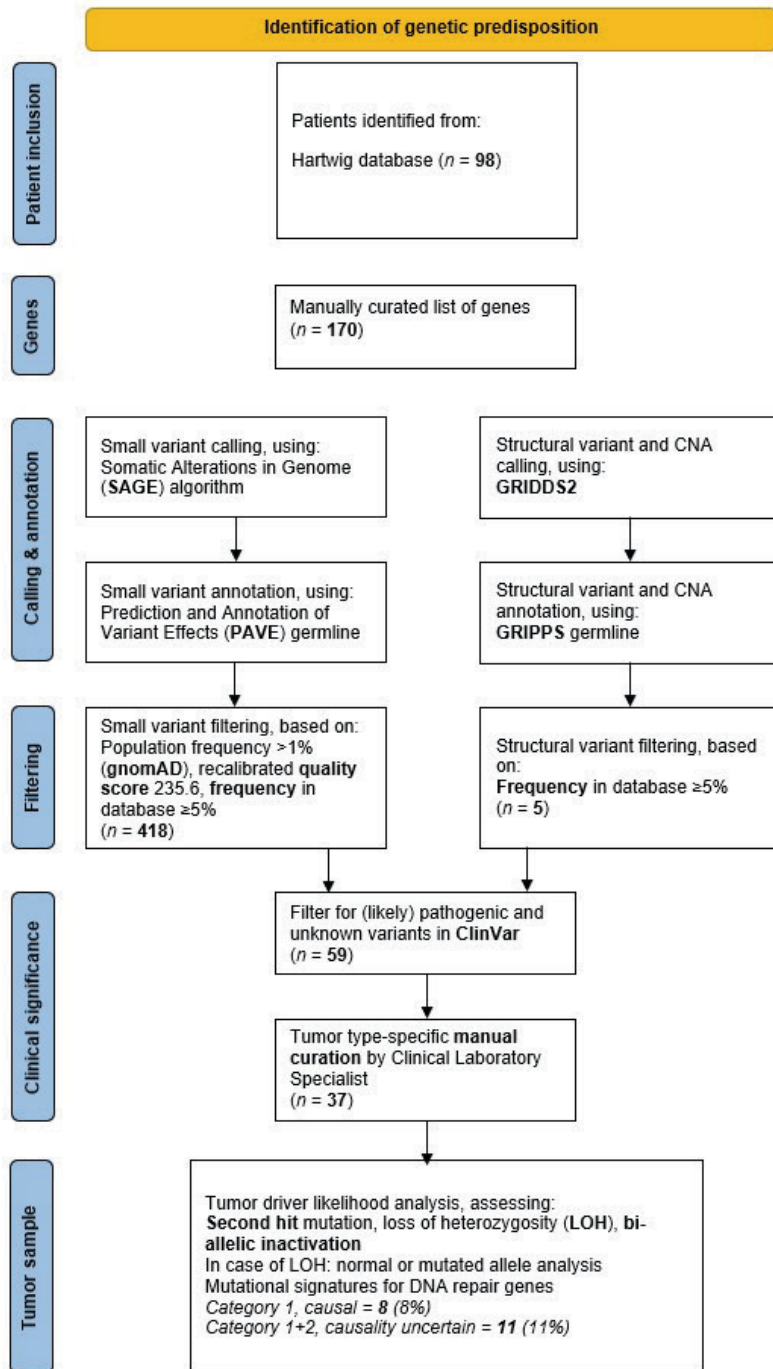 Identification of genetic predisposition
Patient inclusion
Patients identified from:
Hartwig database (n = 98)
Genes
Manually curated list of genes
(n = 170)
Calling & annotation
Small variant calling, using:
Somatic Alterations in Genome
(SAGE) algorithm
Structural variant and CNA
calling, using:
GRIDDS2
Small variant annotation, using:
Prediction and Annotation of
Variant Effects (PAVE) germline
Structural variant and CNA
annotation, using:
GRIPPS germline
Filtering
Small variant filtering, based on:
Population frequency >1%
(gnomAD), recalibrated quality
score 235.6, frequency in
database ≥5%
(n = 418)
Structural variant filtering, based
on:
Frequency in database ≥5%
(n = 5)
Clinical significance
Filter for (likely) pathogenic and
unknown variants in ClinVar
(n = 59)
Tumor type-specific manual
curation by Clinical Laboratory
Specialist
(n = 37)
Tumor sample
Tumor driver likelihood analysis, assessing:
Second hit mutation, loss of heterozygosity (LOH), bi-
allelic inactivation
In case of LOH: normal or mutated allele analysis
Mutational signatures for DNA repair genes
Category 1, causal = 8 (8%)
Category 1+2, causality uncertain = 11 (11%)